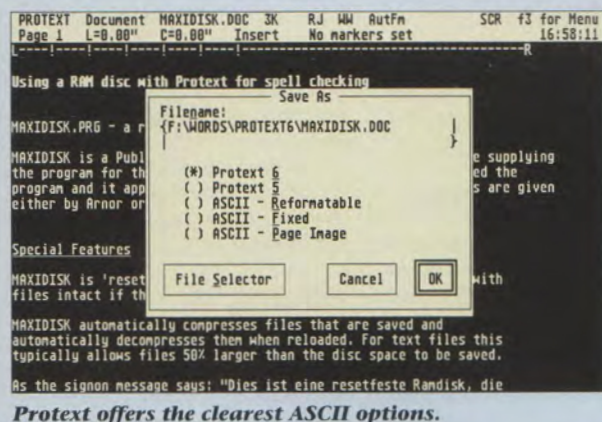 PROTEXT Document MAXIDISK.DOC 3K RJ WW AutFm SCR f3 for Menu
Page 1 L=0.00" C=0.00" Insert No markers set 16:58:11
L----!----!----!----!----!----R
Using a RAM disc with Protext for spell checking
Save As
Filename:
{F:\WORDS\PROTEXT6\MAXIDISK.DOC
}
(*) Protext 6
( ) Protext 5
( ) ASCII - Reformatable
( ) ASCII - Fixed
( ) ASCII - Page Image
File Selector Cancel OK
MAXIDISK.PRG - a r
MAXIDISK is a Publ e supplying
the program for th ed the
program and it app s are given
either by Arnor or
Special Features
MAXIDISK is 'reset with
files intact if th
MAXIDISK automatically compresses files that are saved and
automatically decompresses them when reloaded. For text files this
typically allows files 50% larger than the disc space to be saved.
As the signon message says: "Dies ist eine resetfeste Ramdisk, die
Protext offers the clearest ASCII options.